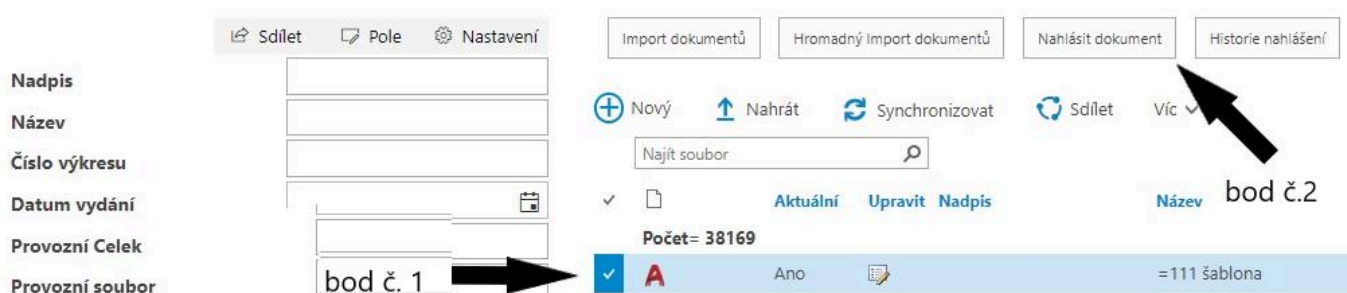 Sdílet Pole Nastavení
Import dokumentů Hromadný Import dokumentů Nahlásit dokument Historie nahlášení
Nadpis
Název
Číslo výkresu
Datum vydání
Provozní Celek
Provozní soubor
bod č. 1
Nový Nahrát Synchronizovat Sdílet Víc
Najít soubor
Aktuální Upravit Nadpis Název
bod č.2
Počet= 38169
Ano =111 šablona